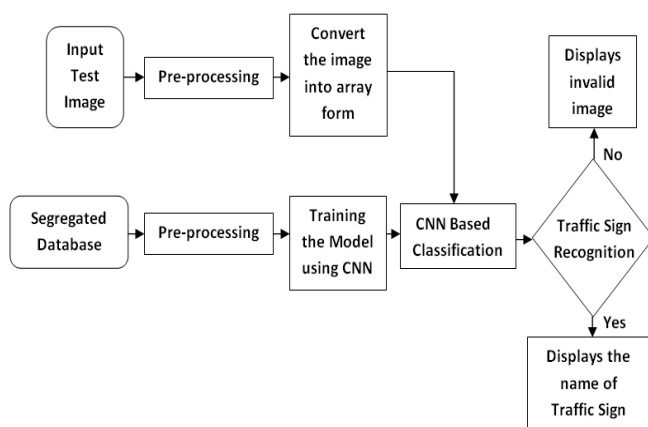 Input
Test
Image
Pre-processing
Convert
the image
into array
form
Displays
invalid
image
No
Segregated
Database
Pre-processing
Training
the Model
using CNN
CNN Based
Classification
Traffic Sign
Recognition
Yes
Displays the
name of
Traffic Sign